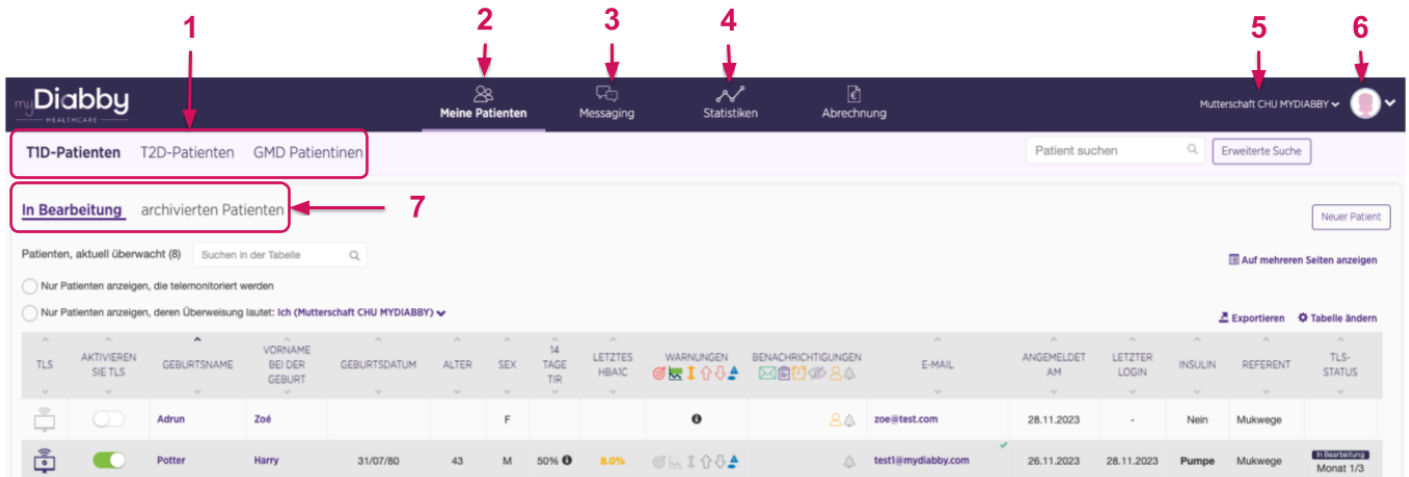 1 2 3 4 5 6
myDiabby
HEALTHCARE
Meine Patienten Messaging Statistiken Abrechnung Mutterschaft CHU MYDIABBY
T1D-Patienten T2D-Patienten GMD Patientinen Patient suchen Erweiterte Suche
In Bearbeitung archivierten Patienten 7
Neuer Patient
Patienten, aktuell überwacht (8) Suchen in der Tabelle
Auf mehreren Seiten anzeigen
Nur Patienten anzeigen, die telemonitoriert werden
Nur Patienten anzeigen, deren Überweisung lautet: Ich (Mutterschaft CHU MYDIABBY)
Exportieren Tabelle ändern
TLS AKTIVIEREN SIE TLS GEBURTSNAME VORNAME BEI DER GEBURT GEBURTSDATUM ALTER SEX 14 TAGE TIR LETZTES HBA1C WARNUNGEN BENACHRICHTIGUNGEN E-MAIL ANGEMELDET AM LETZTER LOGIN INSULIN REFERENT TLS-STATUS
Adrun Zoé F zoe@test.com 28.11.2023 - Nein Mukwege
Potter Harry 31/07/80 43 M 50% 8.0% test1@mydiabby.com 26.11.2023 28.11.2023 Pumpe Mukwege In Bearbeitung
Monat 1/3